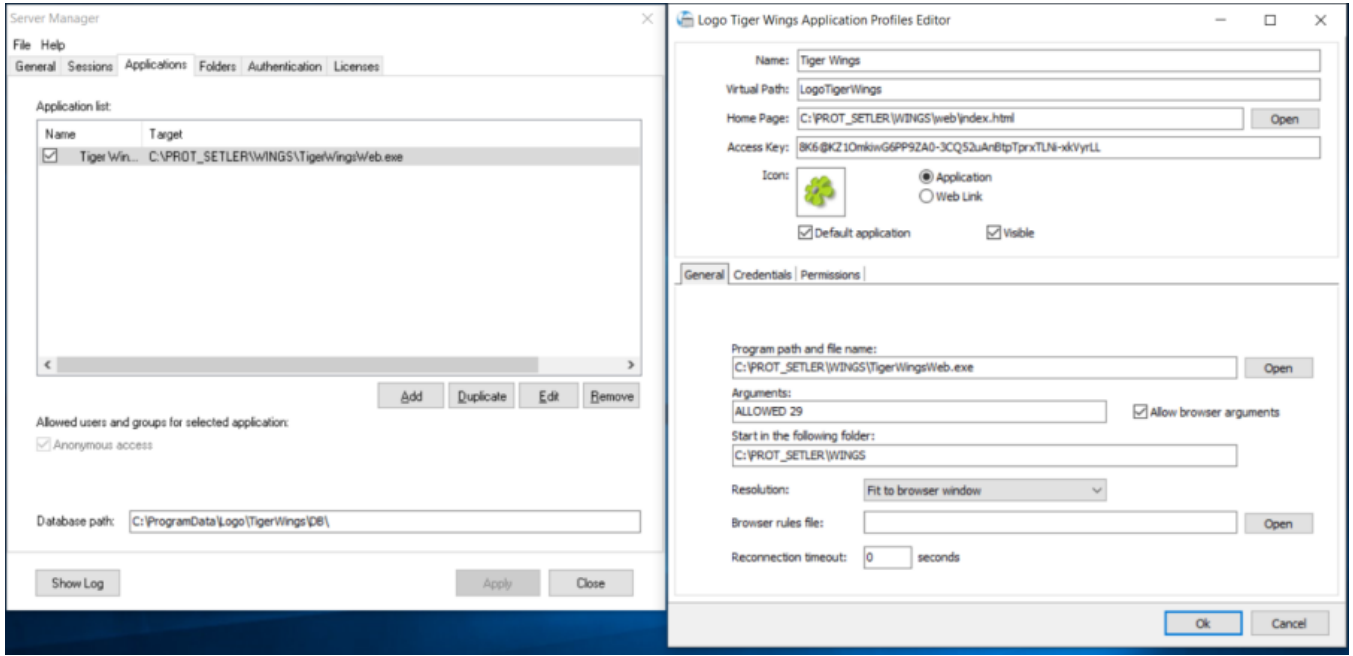 Server Manager
File Help
General Sessions Applications Folders Authentication Licenses
Application list:
Name Target
Tiger Win... C:\PROT_SETLER\WINGS\TigerWingsWeb.exe
Add Duplicate Edit Remove
Allowed users and groups for selected application:
Anonymous access
Database path: C:\ProgramData\Logo\TigerWings\DB\
Show Log Apply Close
Logo Tiger Wings Application Profiles Editor
Name: Tiger Wings
Virtual Path: LogoTigerWings
Home Page: C:\PROT_SETLER\WINGS\web\index.html Open
Access Key: 8K6@KZ1OmkiwG6PP9ZA0-3CQ52uAnBtpTprxTLNi-xkVyrLL
Icon: Application
Web Link
Default application Visible
General Credentials Permissions
Program path and file name:
C:\PROT_SETLER\WINGS\TigerWingsWeb.exe Open
Arguments:
ALLOWED 29 Allow browser arguments
Start in the following folder:
C:\PROT_SETLER\WINGS
Resolution: Fit to browser window
Browser rules file: Open
Reconnection timeout: 0 seconds
Ok Cancel